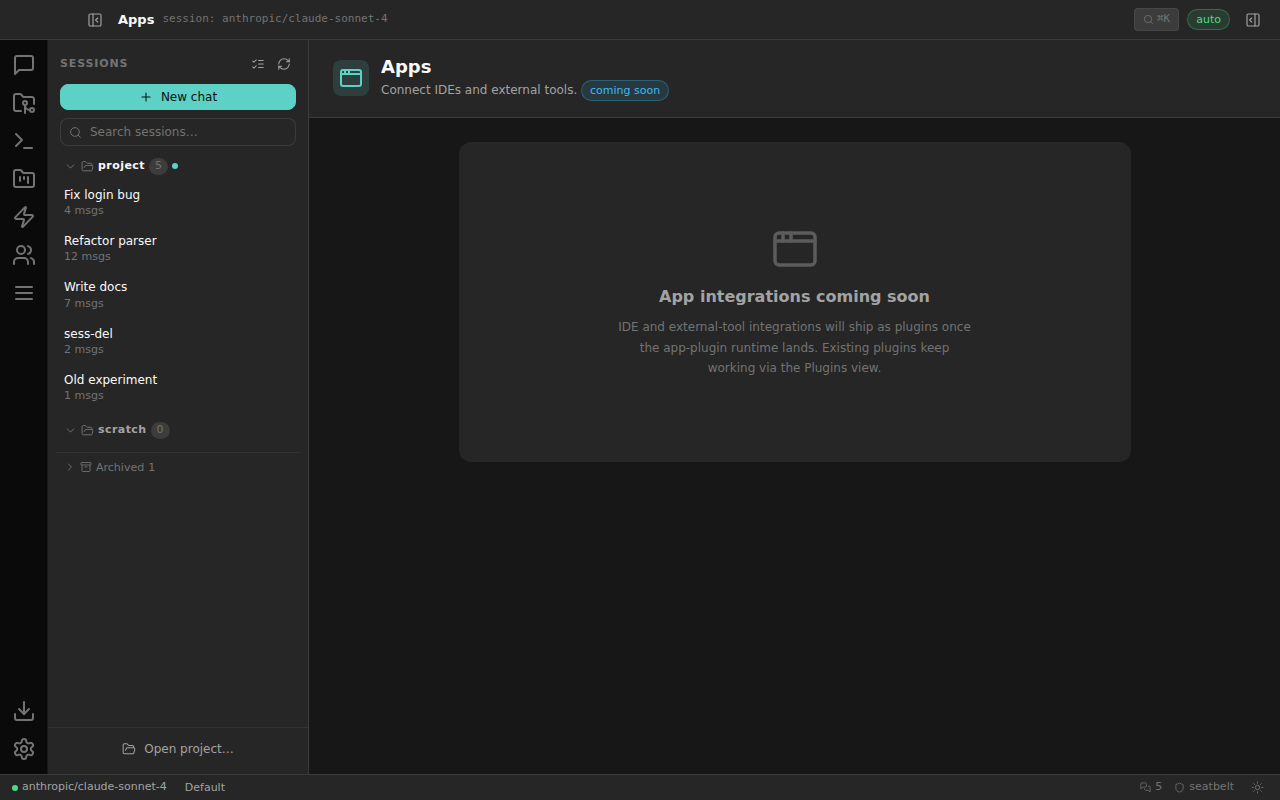 Apps session: anthropic/claude-sonnet-4
⌘K
auto
SESSIONS
New chat
Search sessions…
project 5
Fix login bug
4 msgs
Refactor parser
12 msgs
Write docs
7 msgs
sess-del
2 msgs
Old experiment
1 msgs
scratch 0
Archived 1
Open project…
Apps
Connect IDEs and external tools. coming soon
App integrations coming soon
IDE and external-tool integrations will ship as plugins once
the app-plugin runtime lands. Existing plugins keep
working via the Plugins view.
anthropic/claude-sonnet-4 Default
5 seatbelt